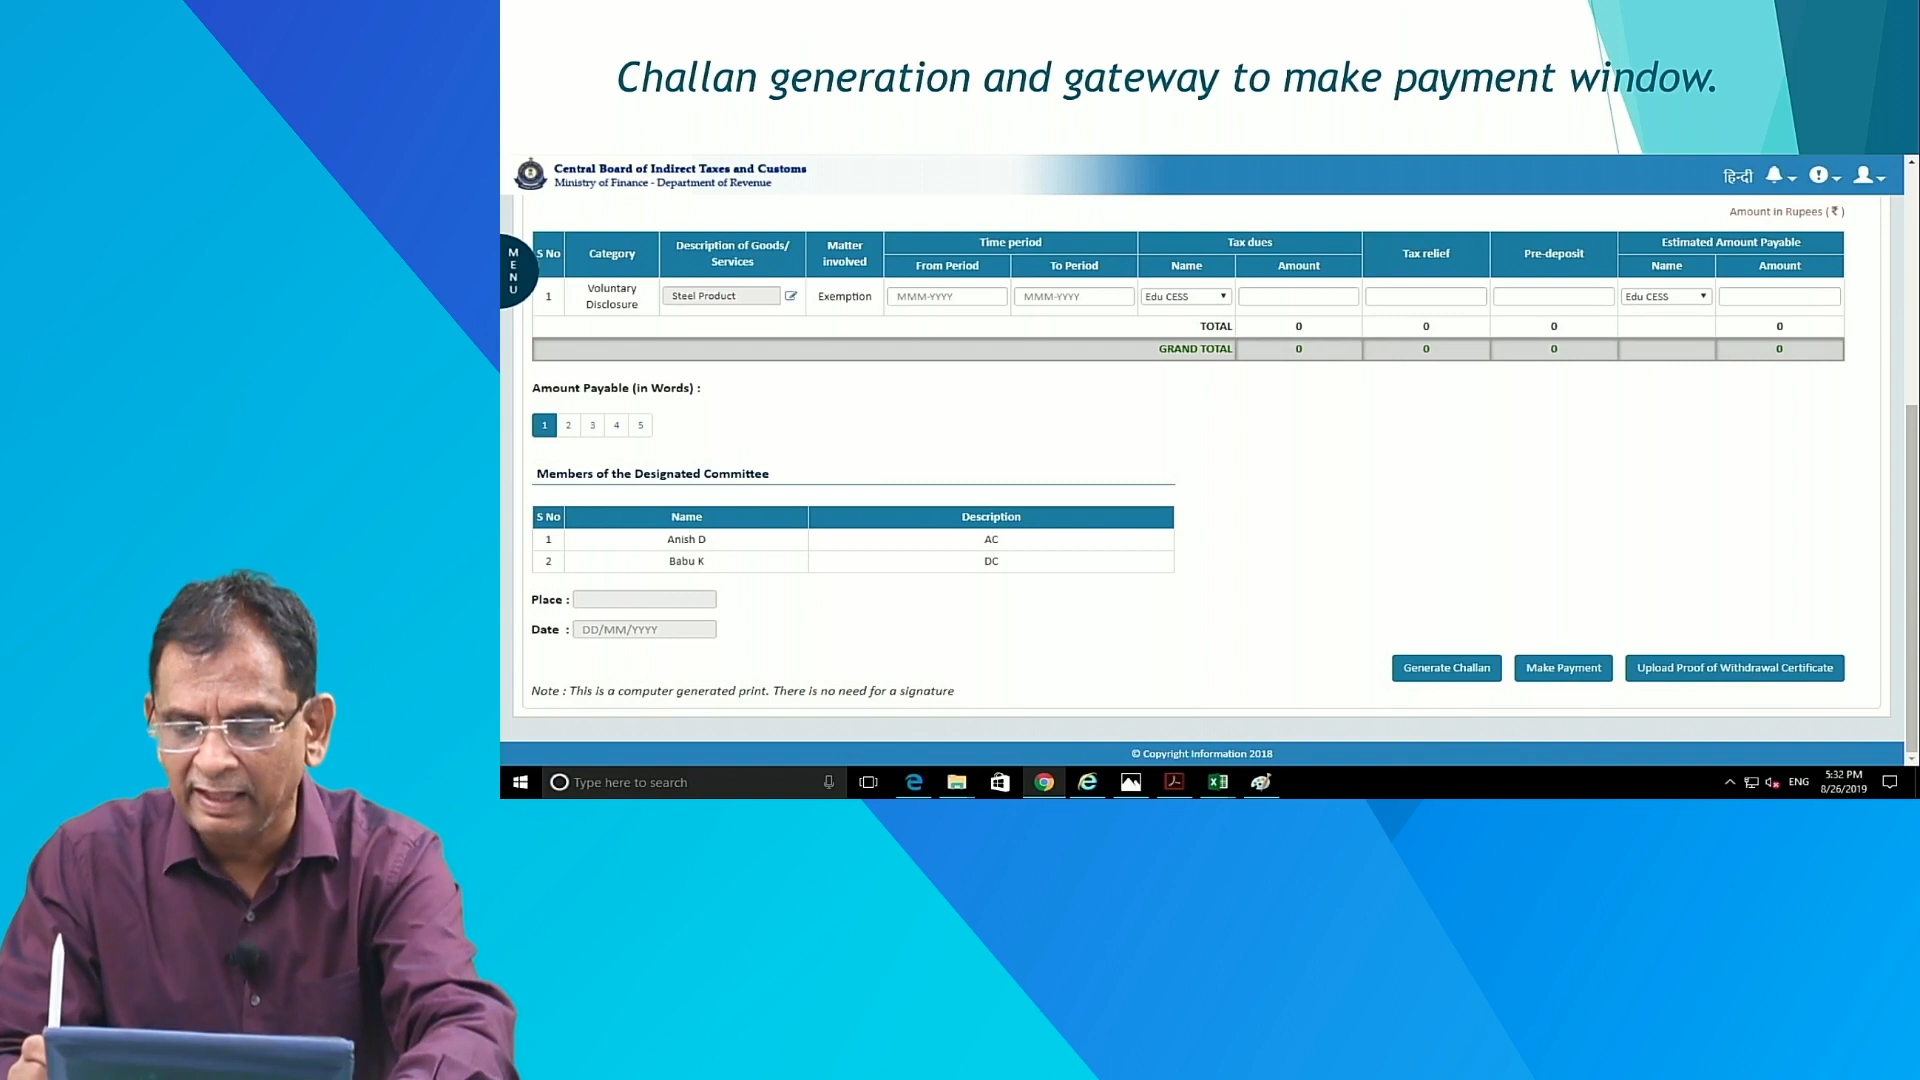 Challan generation and gateway to make payment window.
Central Board of Indirect Taxes and Customs
Ministry of Finance - Department of Revenue
हिन्दी
Amount in Rupees ( ₹ )
MENU
S No Category Description of Goods/ Services Matter involved Time period Tax dues Tax relief Pre-deposit Estimated Amount Payable
From Period To Period Name Amount Name Amount
1 Voluntary Disclosure Steel Product Exemption MMM-YYYY MMM-YYYY Edu CESS Edu CESS
TOTAL 0 0 0 0
GRAND TOTAL 0 0 0 0
Amount Payable (in Words) :
1 2 3 4 5
Members of the Designated Committee
S No Name Description
1 Anish D AC
2 Babu K DC
Place :
Date : DD/MM/YYYY
Generate Challan Make Payment Upload Proof of Withdrawal Certificate
Note : This is a computer generated print. There is no need for a signature
© Copyright Information 2018
Type here to search
ENG
5:32 PM
8/26/2019